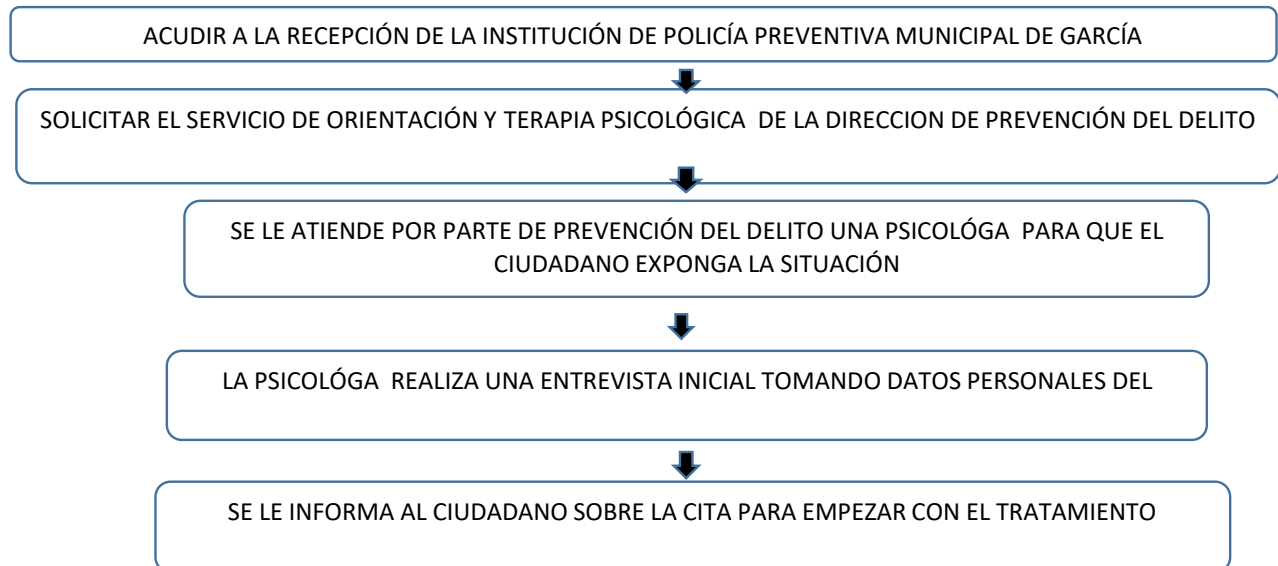 ACUDIR A LA RECEPCIÓN DE LA INSTITUCIÓN DE POLICÍA PREVENTIVA MUNICIPAL DE GARCÍA
SOLICITAR EL SERVICIO DE ORIENTACIÓN Y TERAPIA PSICOLÓGICA DE LA DIRECCION DE PREVENCIÓN DEL DELITO
SE LE ATIENDE POR PARTE DE PREVENCIÓN DEL DELITO UNA PSICOLÓGA PARA QUE EL
CIUDADANO EXPONGA LA SITUACIÓN
LA PSICOLÓGA REALIZA UNA ENTREVISTA INICIAL TOMANDO DATOS PERSONALES DEL
SE LE INFORMA AL CIUDADANO SOBRE LA CITA PARA EMPEZAR CON EL TRATAMIENTO